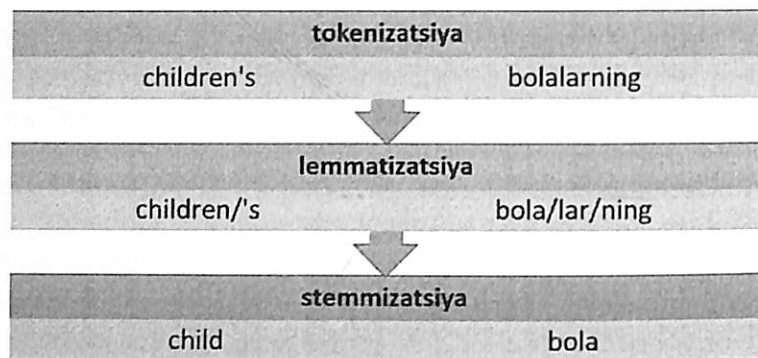 tokenizatsiya
children's bolalarning
lemmatizatsiya
children/'s bola/lar/ning
stemmizatsiya
child bola